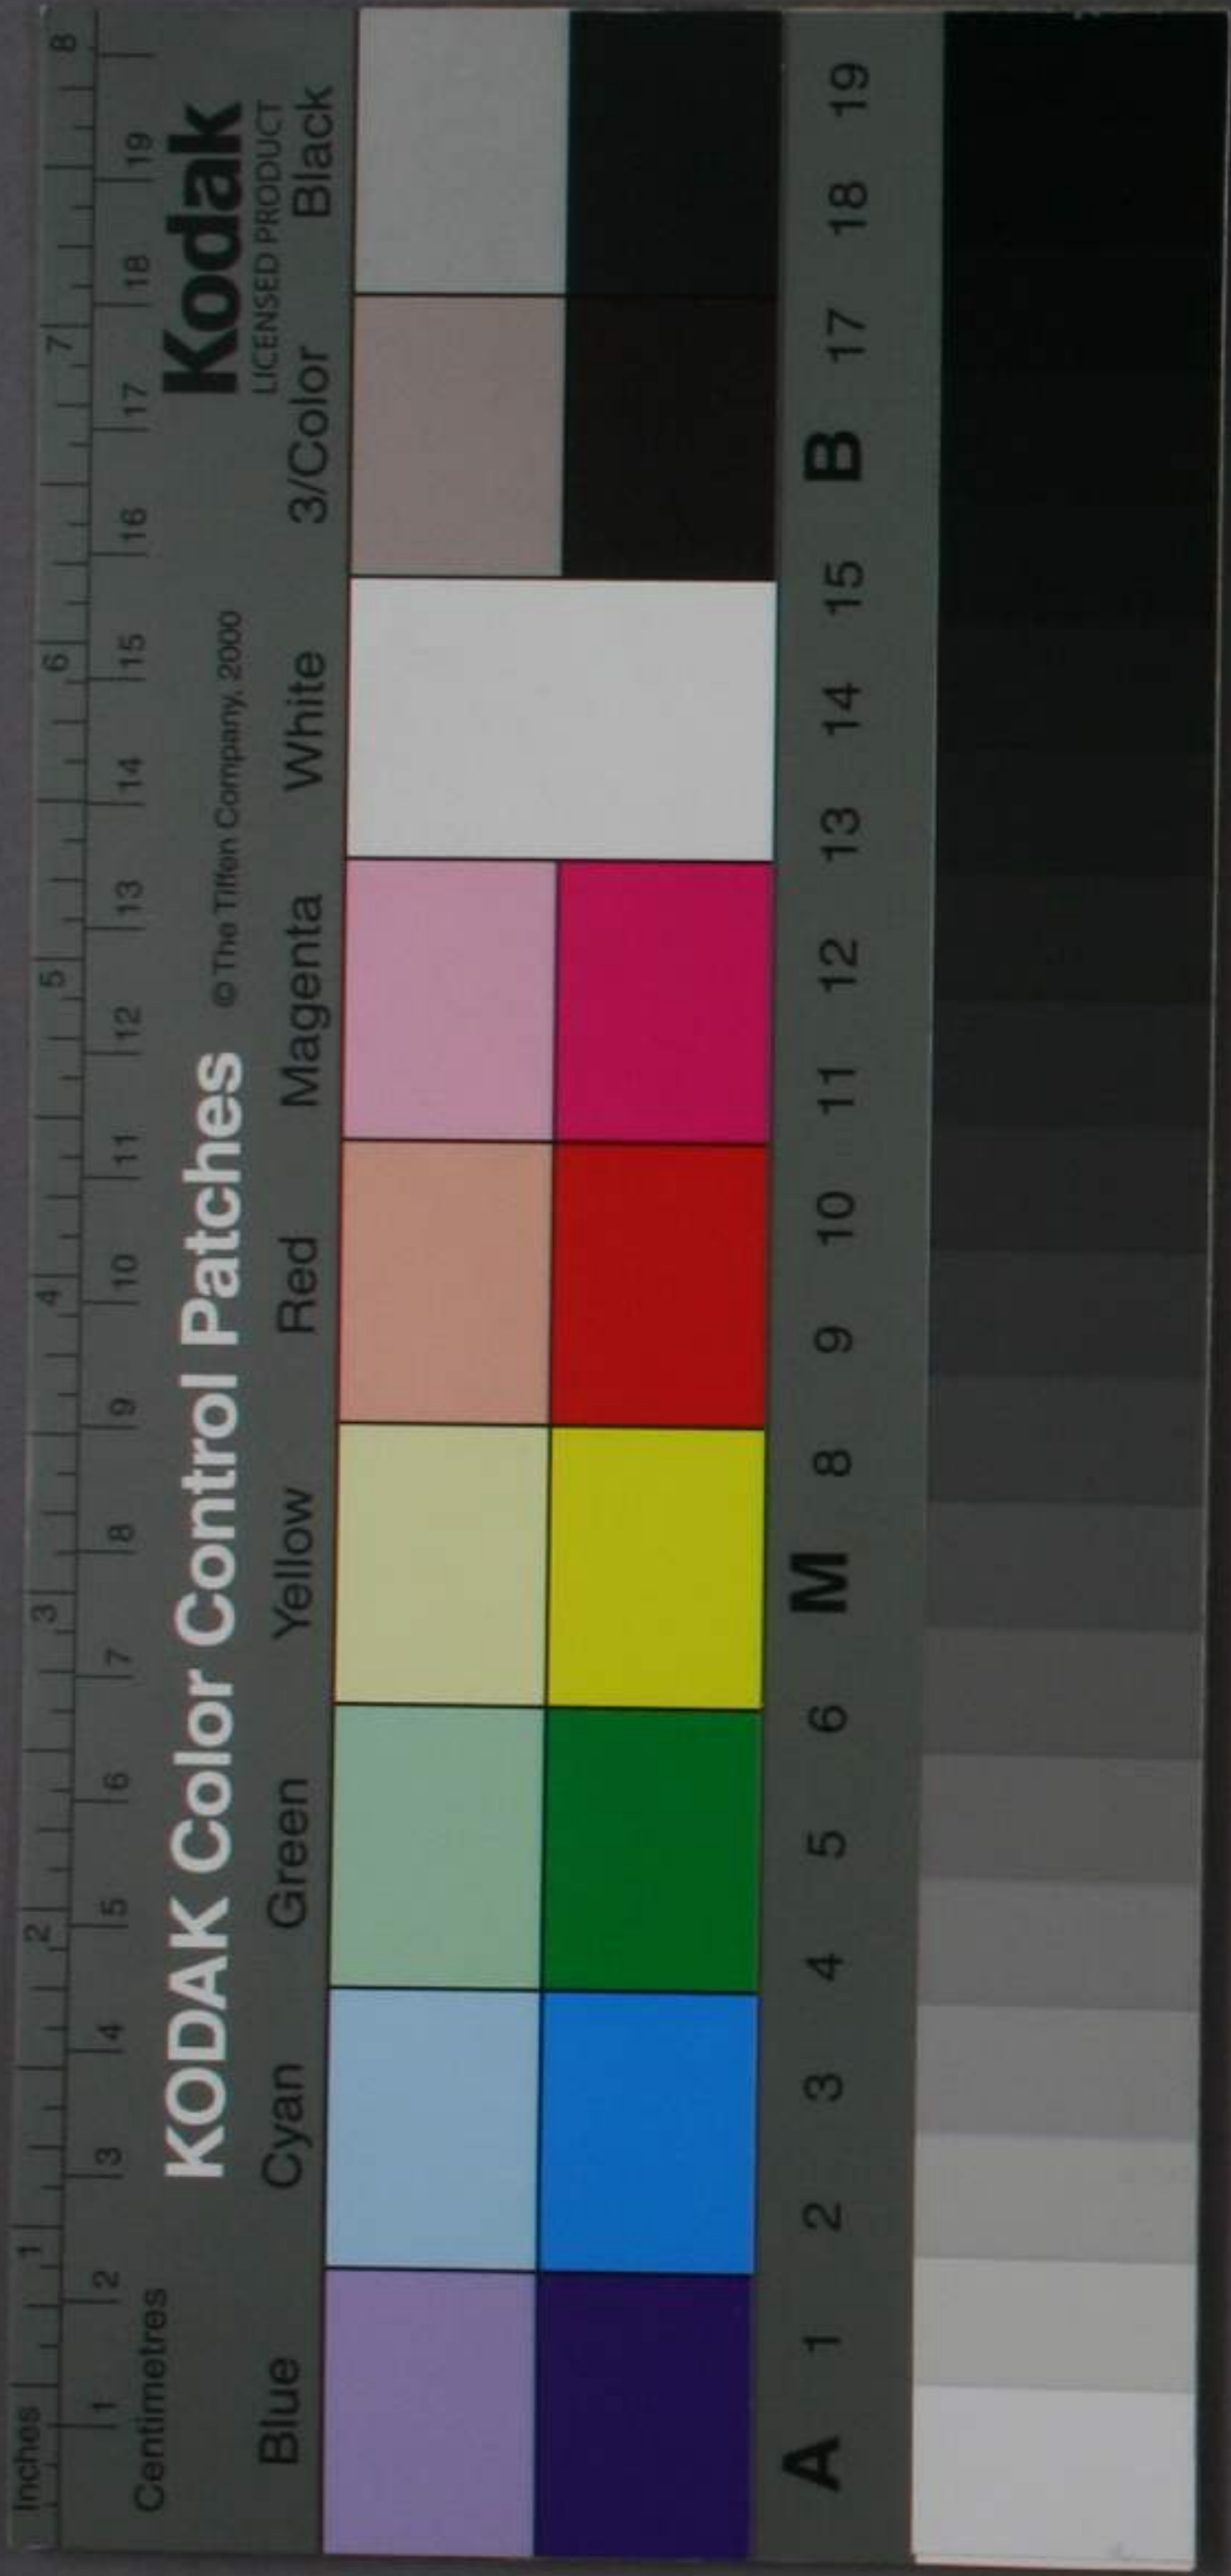 Inches 1 2 3 4 5 6 7 8
Centimetres 1 2 3 4 5 6 7 8 9 10 11 12 13 14 15 16 17 18 19
KODAK Color Control Patches © The Tiffen Company, 2000 Kodak
LICENSED PRODUCT
Blue Cyan Green Yellow Red Magenta White 3/Color Black
A 1 2 3 4 5 6 M 8 9 10 11 12 13 14 15 B 17 18 19